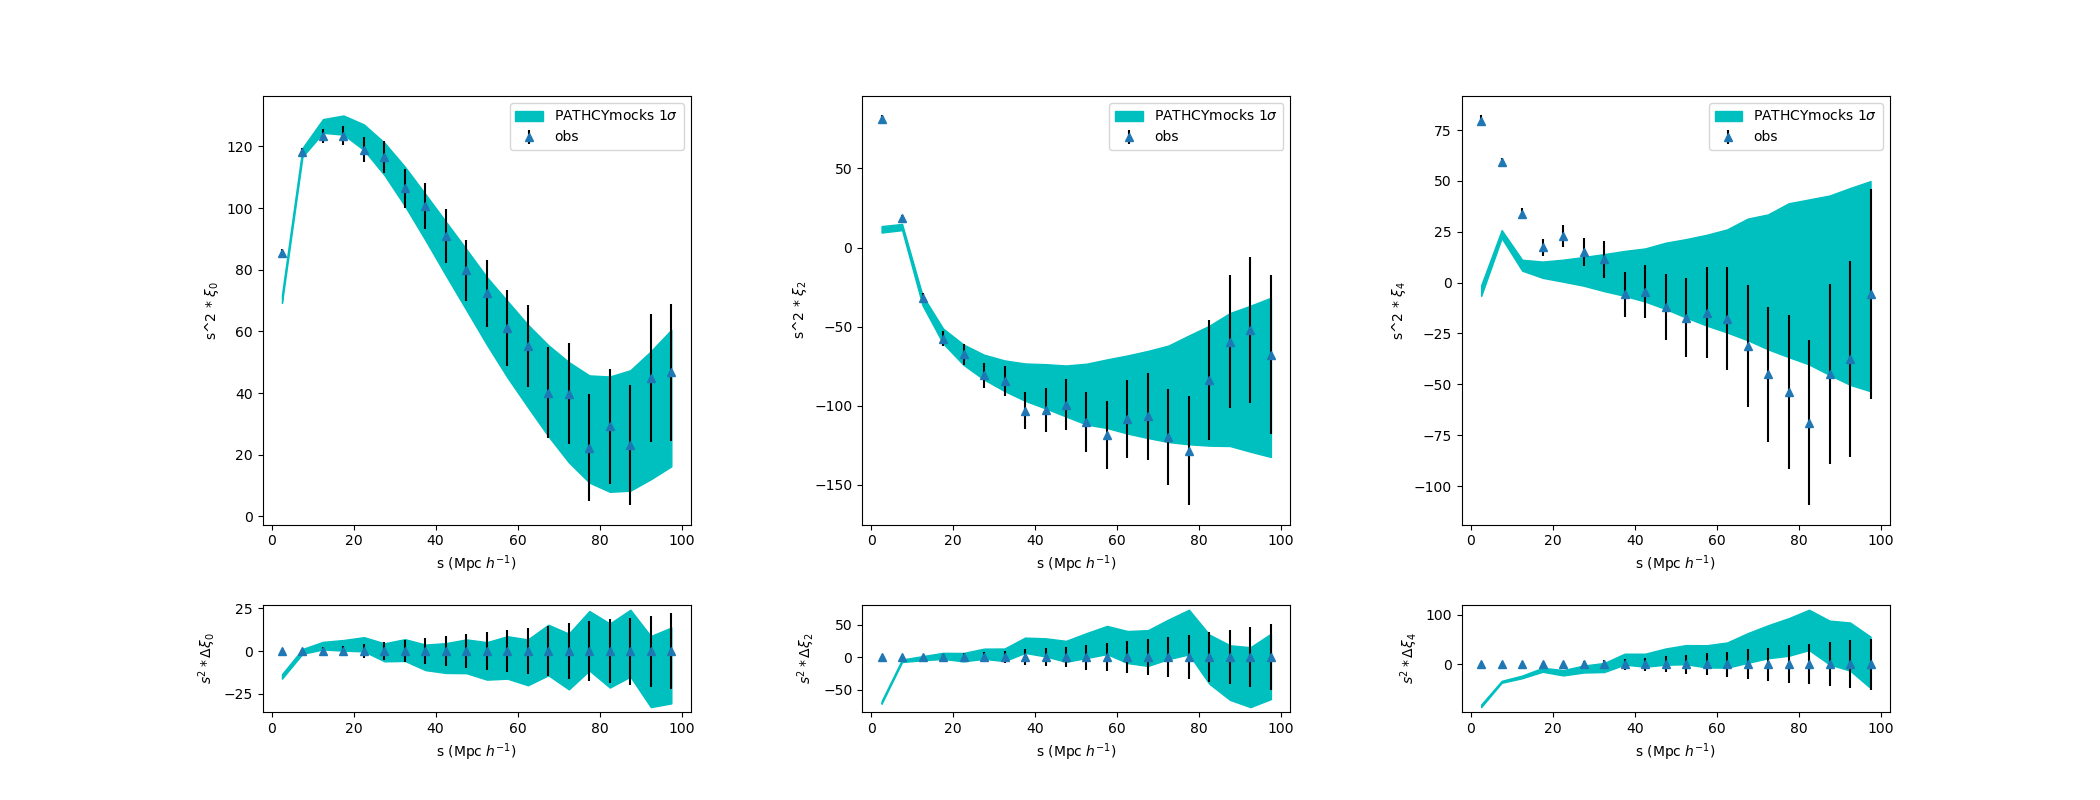 PATHCYmocks 1σ
obs
s^2 * ξ₀
120
100
80
60
40
20
0
0 20 40 60 80 100
s (Mpc h⁻¹)
PATHCYmocks 1σ
obs
s^2 * ξ₂
50
0
−50
−100
−150
0 20 40 60 80 100
s (Mpc h⁻¹)
PATHCYmocks 1σ
obs
s^2 * ξ₄
75
50
25
0
−25
−50
−75
−100
0 20 40 60 80 100
s (Mpc h⁻¹)
s² * Δξ₀
25
0
−25
0 20 40 60 80 100
s (Mpc h⁻¹)
s² * Δξ₂
50
0
−50
0 20 40 60 80 100
s (Mpc h⁻¹)
s² * Δξ₄
100
0
0 20 40 60 80 100
s (Mpc h⁻¹)